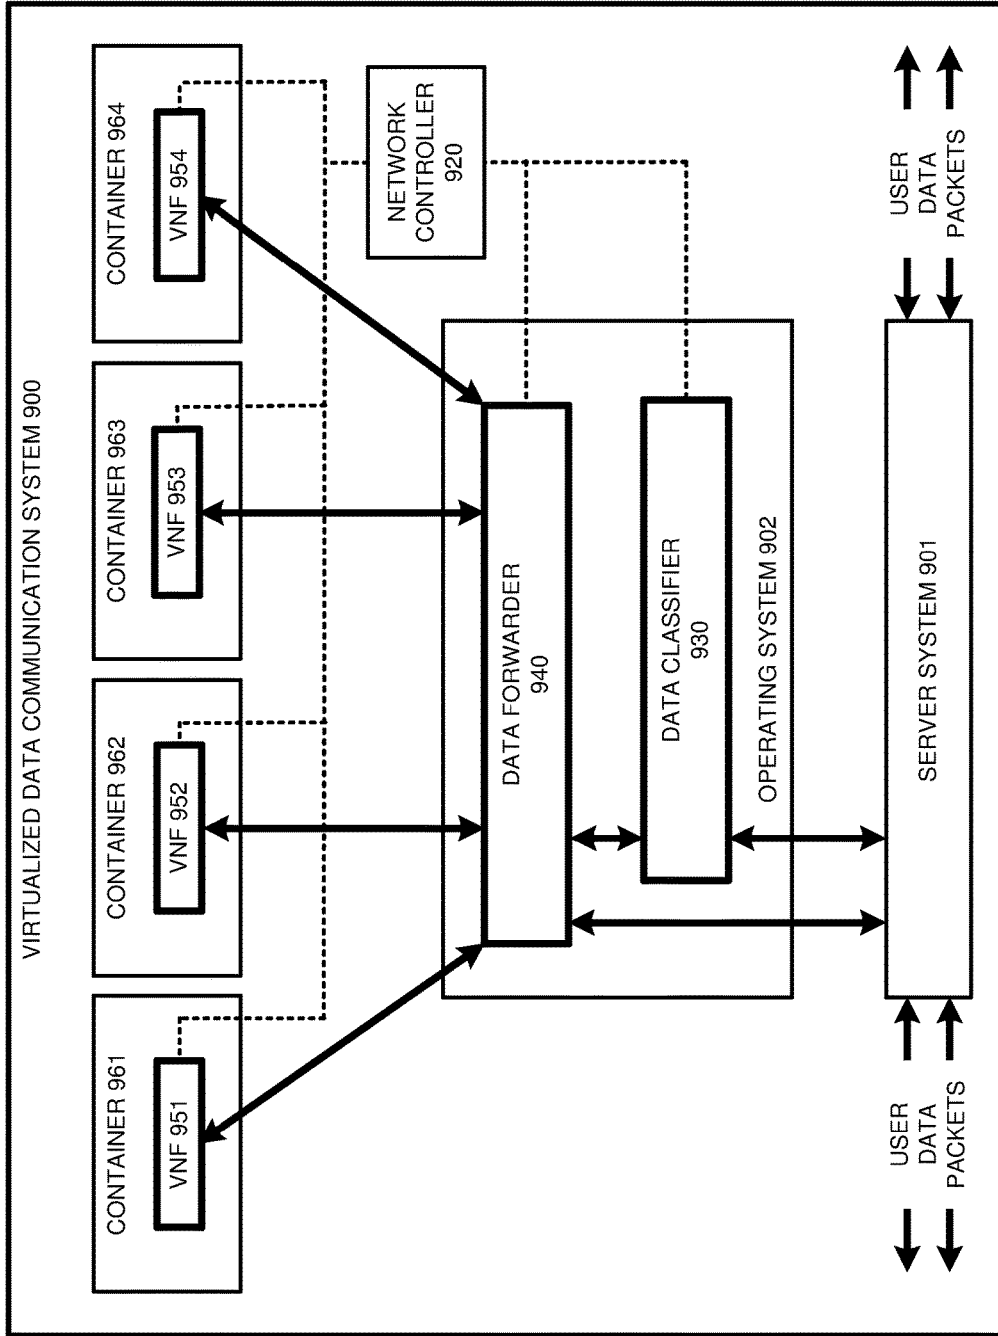 VIRTUALIZED DATA COMMUNICATION SYSTEM 900
CONTAINER 961
VNF 951
CONTAINER 962
VNF 952
CONTAINER 963
VNF 953
CONTAINER 964
VNF 954
NETWORK
CONTROLLER
920
DATA FORWARDER
940
DATA CLASSIFIER
930
OPERATING SYSTEM 902
SERVER SYSTEM 901
USER
DATA
PACKETS
USER
DATA
PACKETS